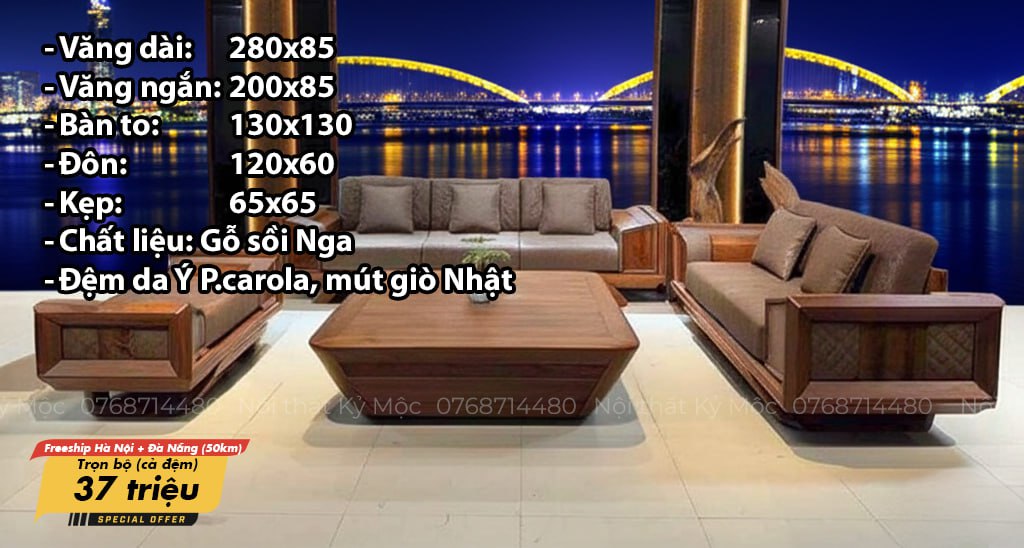 - Văng dài: 280x85
- Văng ngắn: 200x85
- Bàn to: 130x130
- Đôn: 120x60
- Kẹp: 65x65
- Chất liệu: Gỗ sồi Nga
- Đệm da Ý P.carola, mút giò Nhật
Kỷ Mộc 0768714480 Nội thất Kỷ Mộc 0768714480 Nội thất Kỷ Mộc 0768714480 Nội
Freeship Hà Nội + Đà Nẵng (50km)
Trọn bộ (cả đệm)
37 triệu
SPECIAL OFFER